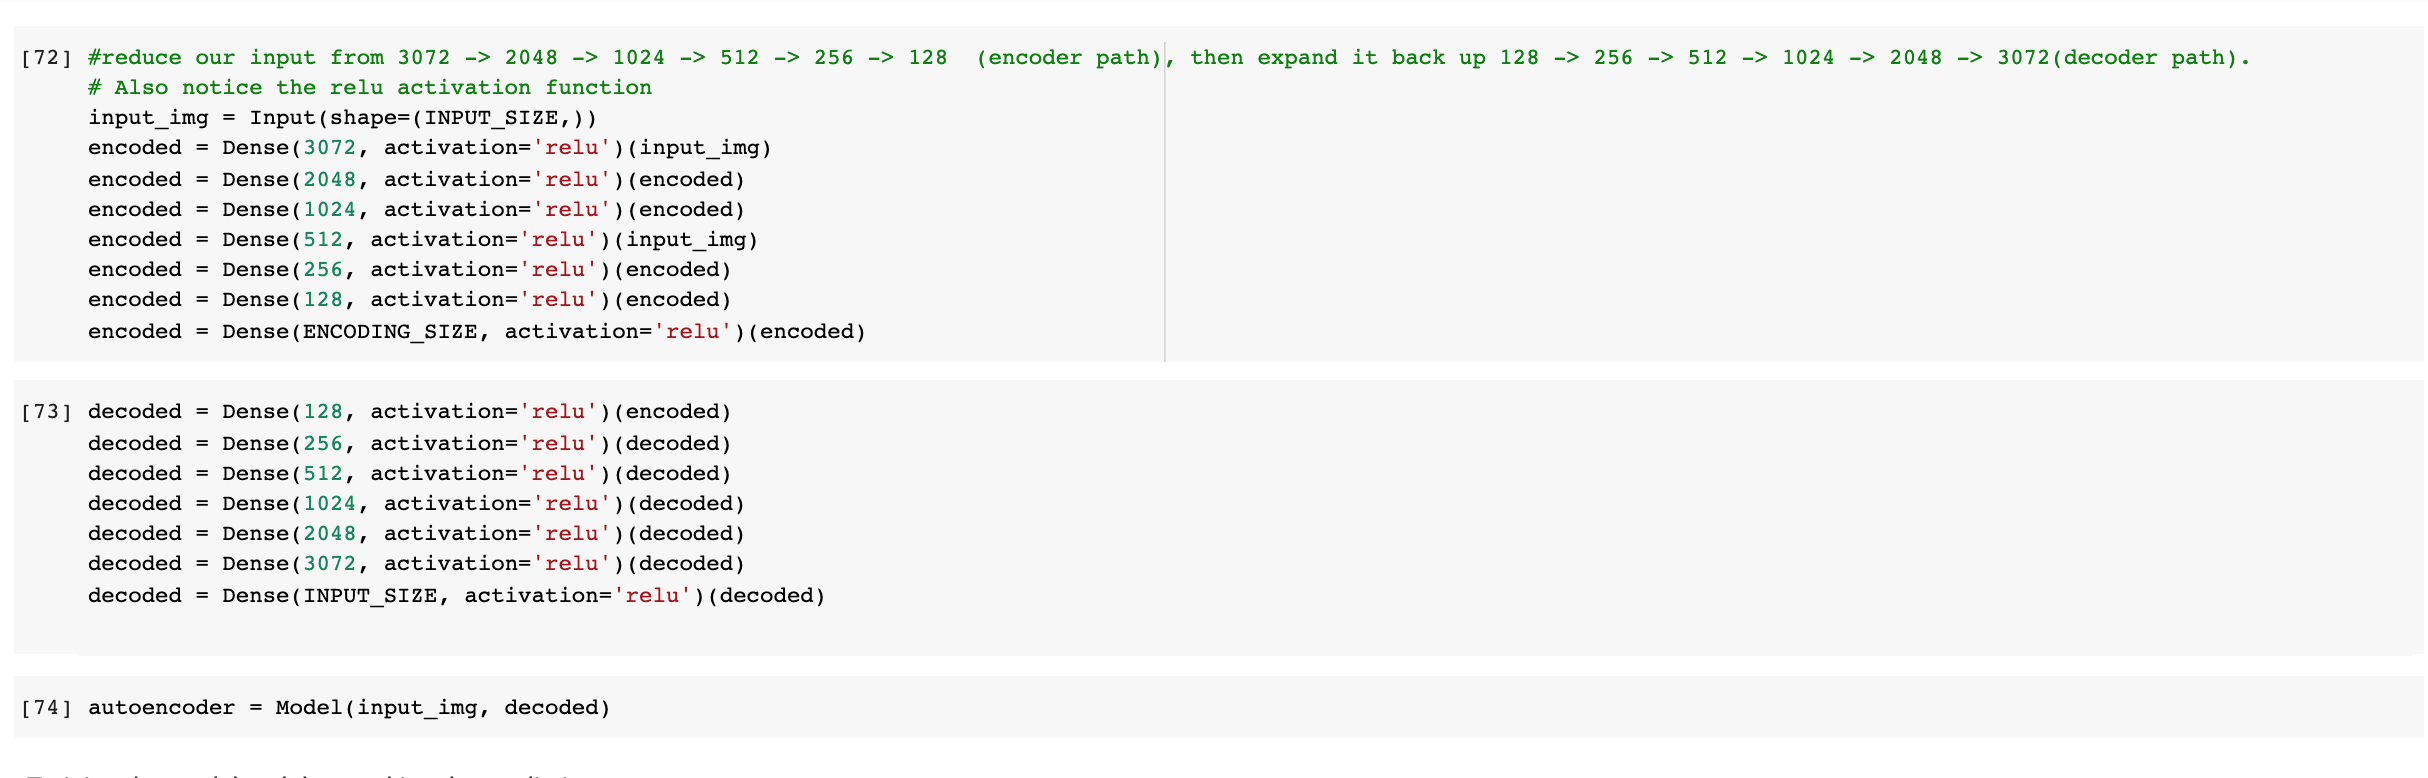 [72] #reduce our input from 3072 -> 2048 -> 1024 -> 512 -> 256 -> 128  (encoder path), then expand it back up 128 -> 256 -> 512 -> 1024 -> 2048 -> 3072(decoder path).
# Also notice the relu activation function
input_img = Input(shape=(INPUT_SIZE,))
encoded = Dense(3072, activation='relu')(input_img)
encoded = Dense(2048, activation='relu')(encoded)
encoded = Dense(1024, activation='relu')(encoded)
encoded = Dense(512, activation='relu')(input_img)
encoded = Dense(256, activation='relu')(encoded)
encoded = Dense(128, activation='relu')(encoded)
encoded = Dense(ENCODING_SIZE, activation='relu')(encoded)
[73] decoded = Dense(128, activation='relu')(encoded)
decoded = Dense(256, activation='relu')(decoded)
decoded = Dense(512, activation='relu')(decoded)
decoded = Dense(1024, activation='relu')(decoded)
decoded = Dense(2048, activation='relu')(decoded)
decoded = Dense(3072, activation='relu')(decoded)
decoded = Dense(INPUT_SIZE, activation='relu')(decoded)
[74] autoencoder = Model(input_img, decoded)